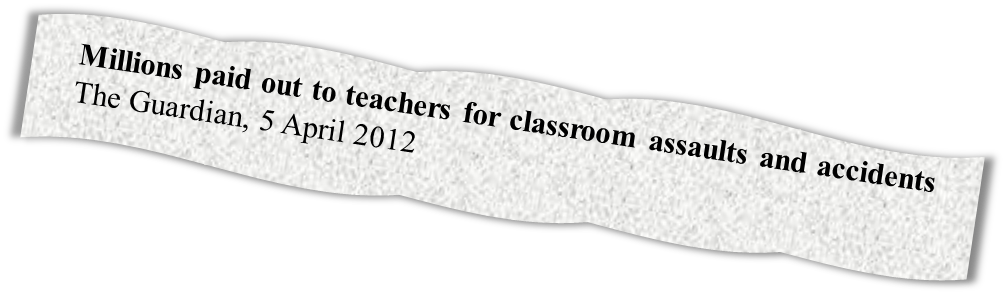 Millions paid out to teachers for classroom assaults and accidents
The Guardian, 5 April 2012